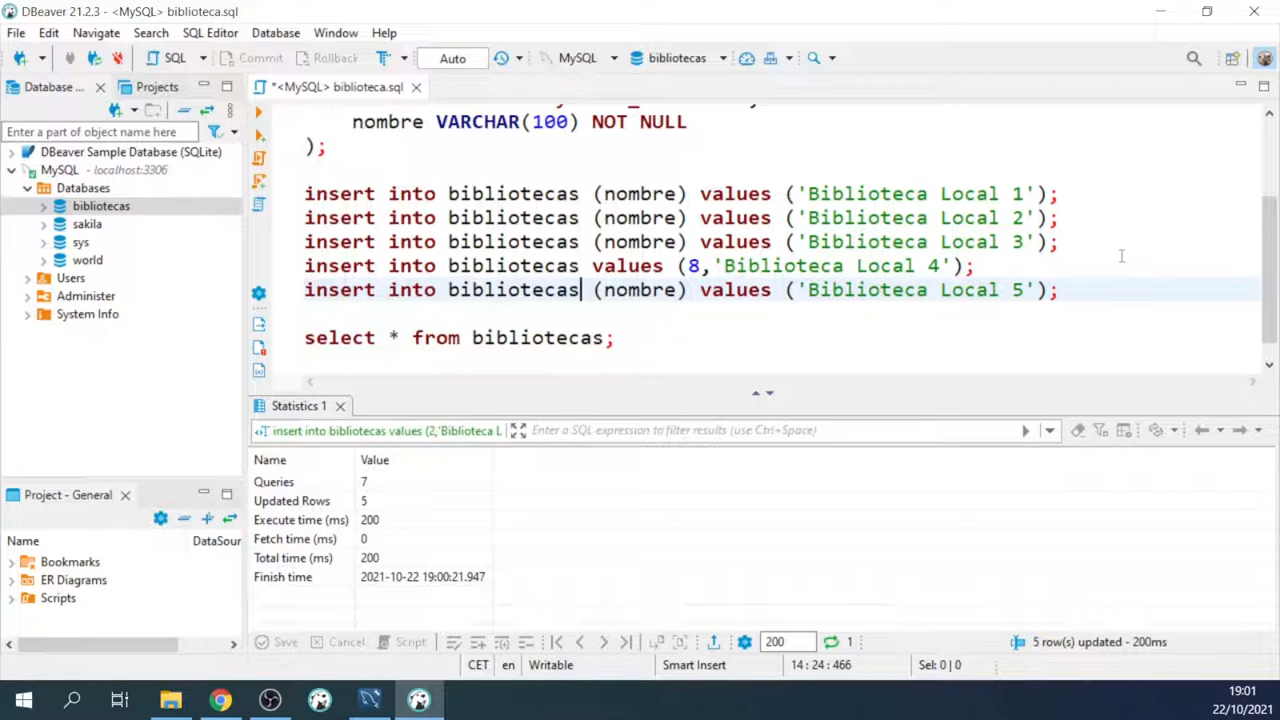 DBeaver 21.2.3 - <MySQL> biblioteca.sql
File Edit Navigate Search SQL Editor Database Window Help
SQL Commit Rollback Auto MySQL bibliotecas
Database ... Projects
*<MySQL> biblioteca.sql
Enter a part of object name here
DBeaver Sample Database (SQLite)
MySQL - localhost:3306
Databases
bibliotecas
sakila
sys
world
Users
Administer
System Info
nombre VARCHAR(100) NOT NULL
);
insert into bibliotecas (nombre) values ('Biblioteca Local 1');
insert into bibliotecas (nombre) values ('Biblioteca Local 2');
insert into bibliotecas (nombre) values ('Biblioteca Local 3');
insert into bibliotecas values (8,'Biblioteca Local 4');
insert into bibliotecas (nombre) values ('Biblioteca Local 5');
select * from bibliotecas;
Statistics 1
insert into bibliotecas values (2,'Biblioteca L
Enter a SQL expression to filter results (use Ctrl+Space)
Name Value
Queries 7
Updated Rows 5
Execute time (ms) 200
Fetch time (ms) 0
Total time (ms) 200
Finish time 2021-10-22 19:00:21.947
Project - General
Name DataSour
Bookmarks
ER Diagrams
Scripts
Save Cancel Script 200 1 5 row(s) updated - 200ms
CET en Writable Smart Insert 14 : 24 : 466 Sel: 0 | 0
19:01
22/10/2021